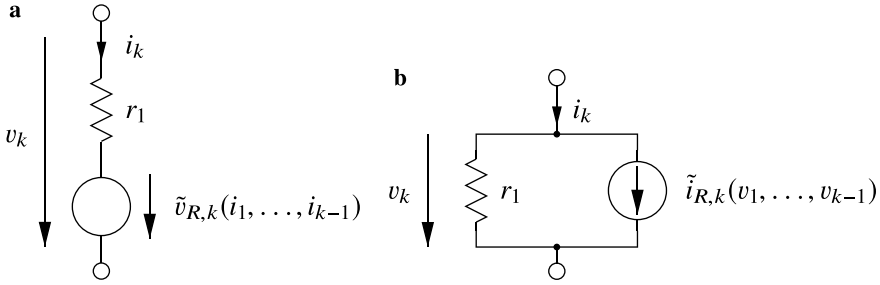 a
i_k
r_1
v_k
ṽ_{R,k}(i_1, . . . , i_{k−1})
b
i_k
v_k
r_1
ĩ_{R,k}(v_1, . . . , v_{k−1})